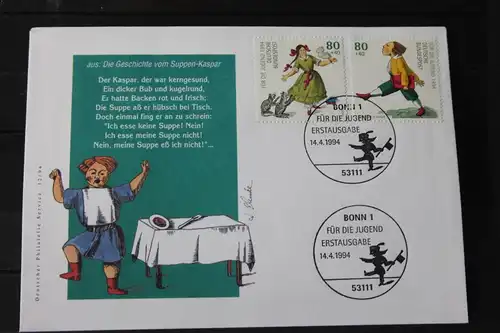 aus: Die Geschichte vom Suppen-Kaspar
Der Kaspar, der war kerngesund,
Ein dicker Bub und kugelrund,
Er hatte Backen rot und frisch;
Die Suppe aß er hübsch bei Tisch.
Doch einmal fing er an zu schrein:
"Ich esse keine Suppe! Nein!
Ich esse meine Suppe nicht!
Nein, meine Suppe eß ich nicht!"...
Deutscher Philatelie Service 12/94
80
+40
80
+40
BONN 1
FÜR DIE JUGEND
ERSTAUSGABE
14.4.1994
53111
BONN 1
FÜR DIE JUGEND
ERSTAUSGABE
14.4.1994
53111